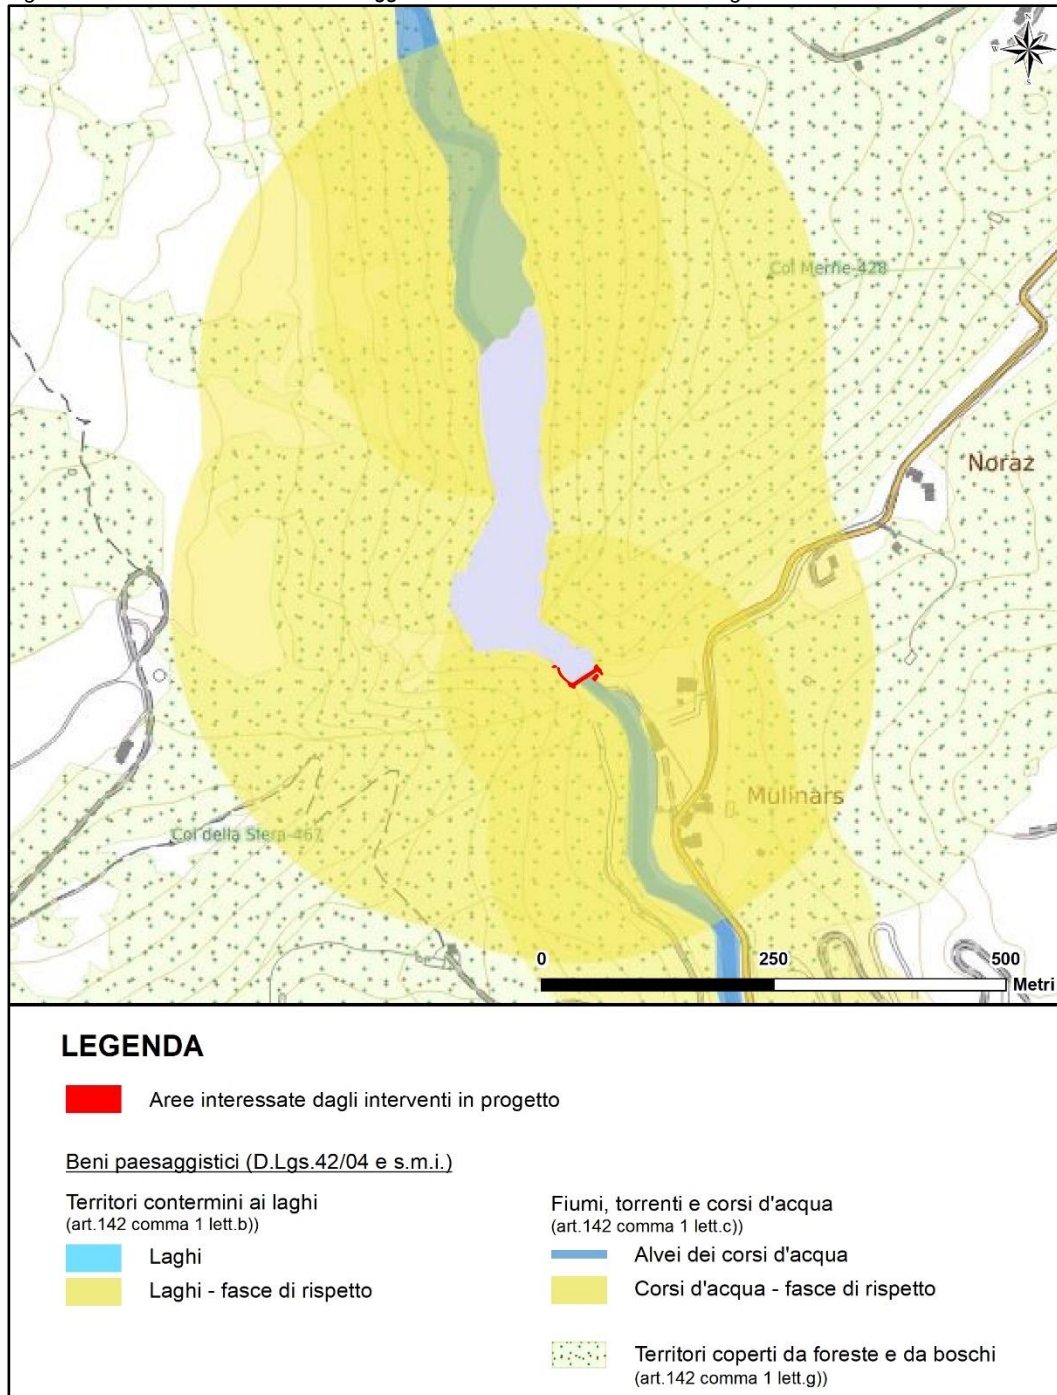 N
W
S
Col Merne-428
Noraz
Mulinars
Col della Stera-467
0 250 500
Metri
LEGENDA
Aree interessate dagli interventi in progetto
Beni paesaggistici (D.Lgs.42/04 e s.m.i.)
Territori contermini ai laghi
(art.142 comma 1 lett.b))
Laghi
Laghi - fasce di rispetto
Fiumi, torrenti e corsi d'acqua
(art.142 comma 1 lett.c))
Alvei dei corsi d'acqua
Corsi d'acqua - fasce di rispetto
Territori coperti da foreste e da boschi
(art.142 comma 1 lett.g))